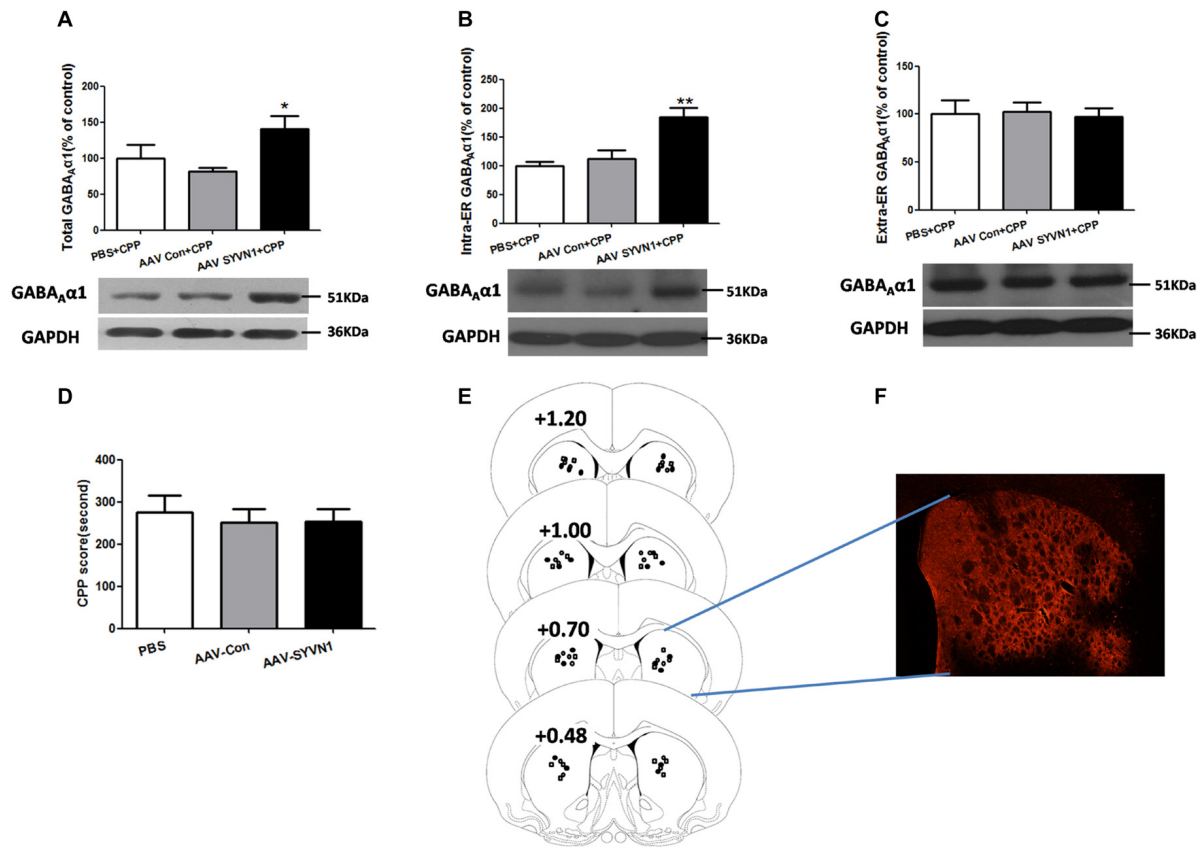 A
Total GABAAα1(% of control)
200
150
100
50
0
*
PBS+CPP
AAV Con+CPP
AAV SYVN1+CPP
GABAAα1
51KDa
GAPDH
36KDa
B
Intra-ER GABAAα1(% of control)
250
200
150
100
50
0
**
PBS+CPP
AAV Con+CPP
AAV SYVN1+CPP
GABAAα1
51KDa
GAPDH
36KDa
C
Extra-ER GABAAα1(% of control)
150
100
50
0
PBS+CPP
AAV Con+CPP
AAV SYVN1+CPP
GABAAα1
51KDa
GAPDH
36KDa
D
CPP score(second)
400
300
200
100
0
PBS
AAV-Con
AAV-SYVN1
E
+1.20
+1.00
+0.70
+0.48
F